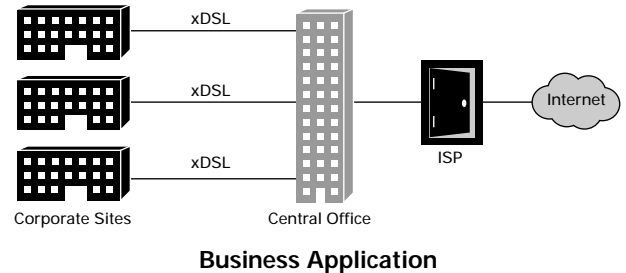 xDSL
xDSL
xDSL
Internet
ISP
Corporate Sites
Central Office
Business Application